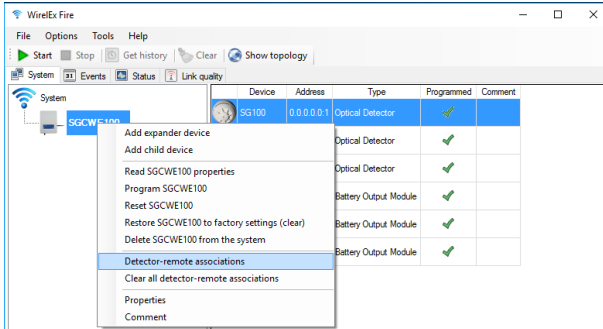 WirelEx Fire
File Options Tools Help
Start Stop Get history Clear Show topology
System Events Status Link quality
System
SGCWE100
Device Address Type Programmed Comment
SG100 0.0.0.0.0:1 Optical Detector
Optical Detector
Optical Detector
Battery Output Module
Battery Output Module
Battery Output Module
Add expander device
Add child device
Read SGCWE100 properties
Program SGCWE100
Reset SGCWE100
Restore SGCWE100 to factory settings (clear)
Delete SGCWE100 from the system
Detector-remote associations
Clear all detector-remote associations
Properties
Comment